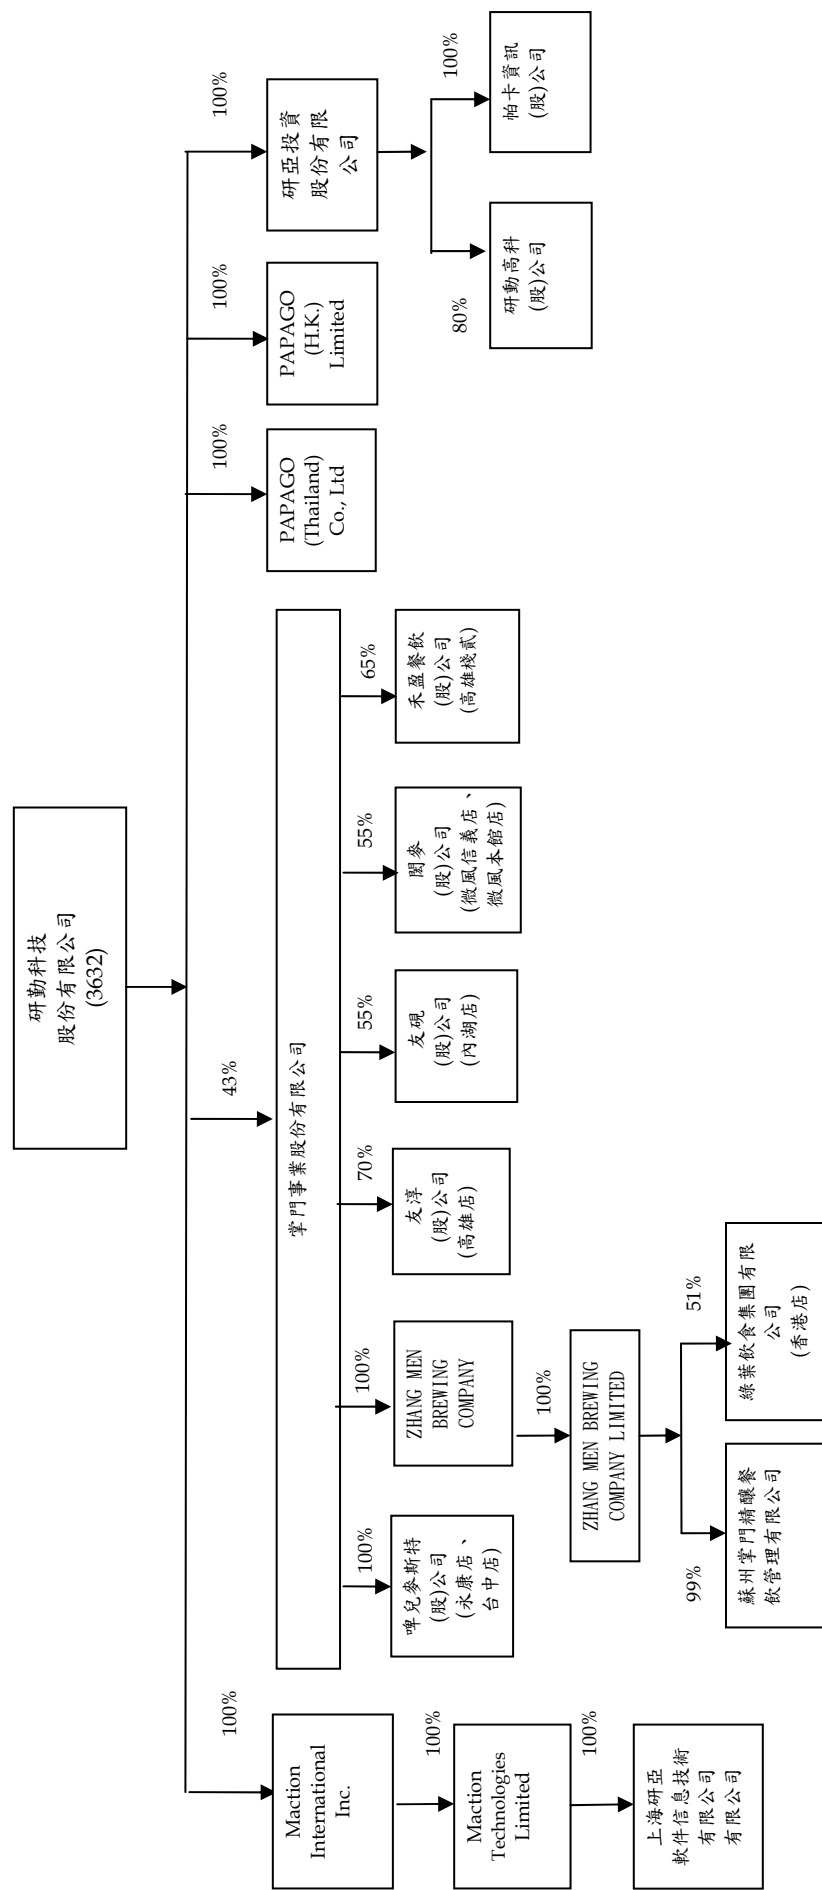 研勤科技
股份有限公司
(3632)
100%
43%
100%
100%
100%
Maction
International
Inc.
掌門事業股份有限公司
PAPAGO
(Thailand)
Co., Ltd
PAPAGO
(H.K.)
Limited
研亞投資
股份有限
公司
100%
100%
100%
70%
55%
55%
65%
80%
100%
Maction
Technologies
Limited
啤兒麥斯特
(股)公司
(永康店、
台中店)
ZHANG MEN
BREWING
COMPANY
友淳
(股)公司
(高雄店)
友硯
(股)公司
(內湖店)
閎麥
(股)公司
(微風信義店、
微風本館店)
禾盈餐飲
(股)公司
(高雄棧貳)
研動高科
(股)公司
帕卡資訊
(股)公司
100%
100%
上海研亞
軟件信息技術
有限公司
有限公司
ZHANG MEN BREWING
COMPANY LIMITED
99%
51%
蘇州掌門精釀餐
飲管理有限公司
綠葉飲食集團有限
公司
(香港店)